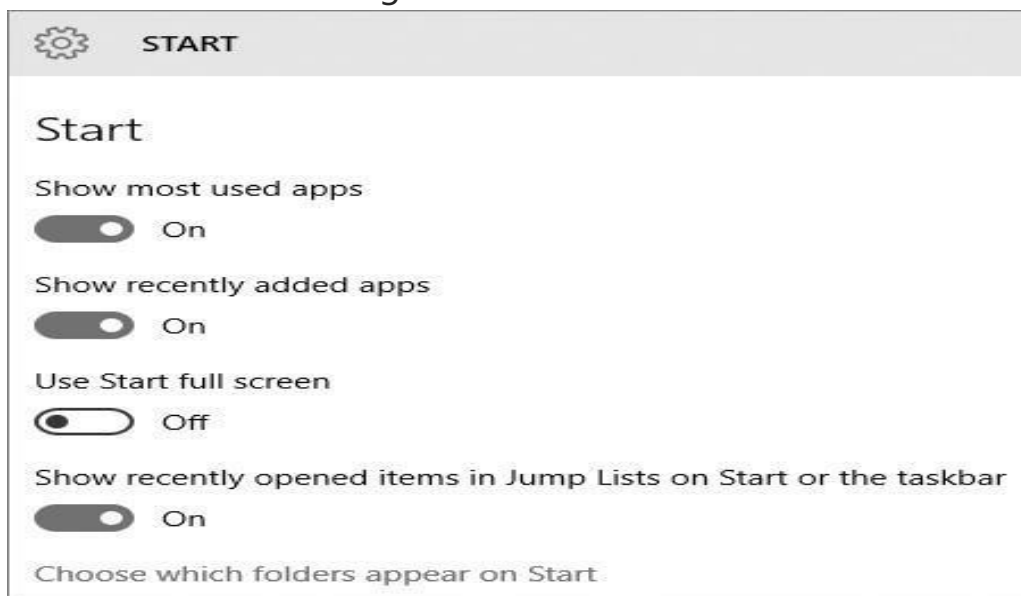 START
Start
Show most used apps
On
Show recently added apps
On
Use Start full screen
Off
Show recently opened items in Jump Lists on Start or the taskbar
On
Choose which folders appear on Start